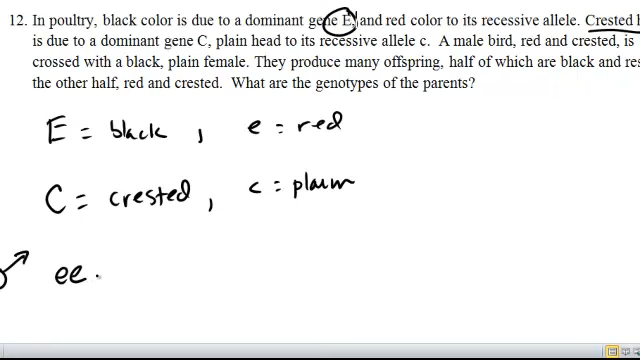 12. In poultry, black color is due to a dominant gene E, and red color to its recessive allele. Crested
is due to a dominant gene C, plain head to its recessive allele c. A male bird, red and crested, is
crossed with a black, plain female. They produce many offspring, half of which are black and
the other half, red and crested. What are the genotypes of the parents?
E = black , e = red
C = crested , c = plain
ee